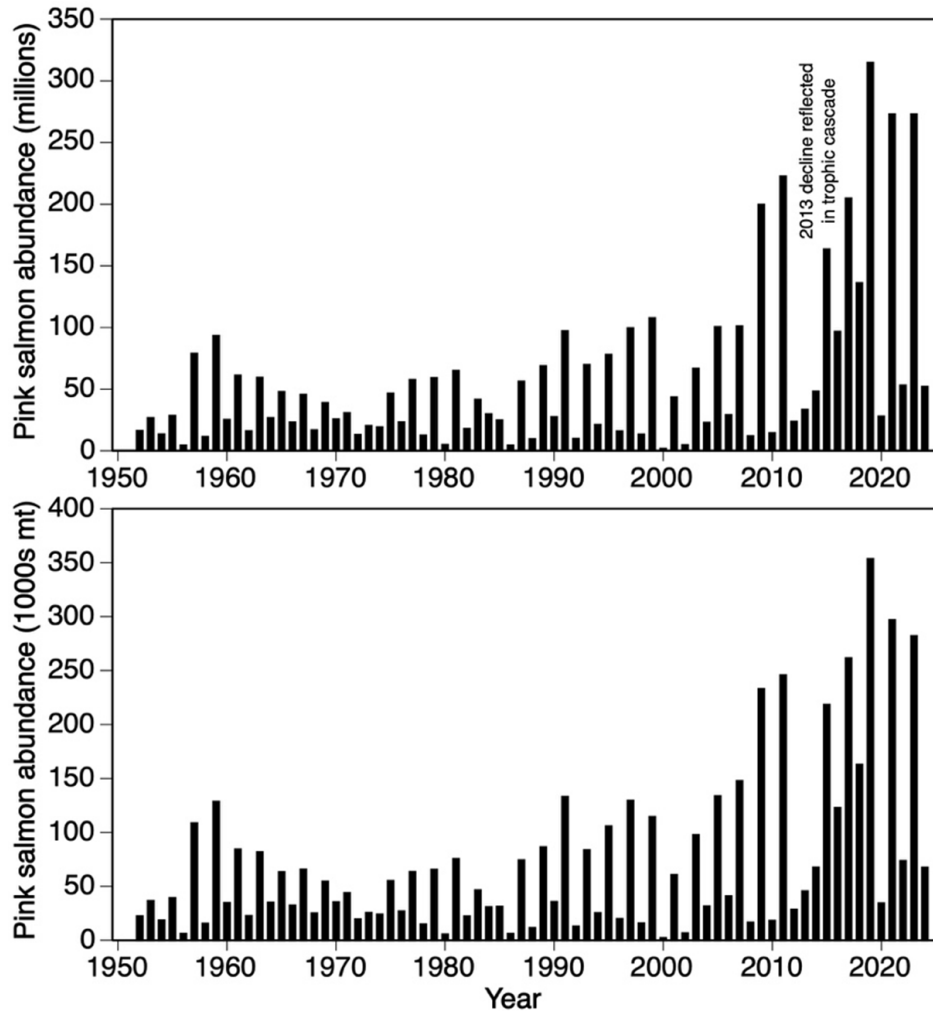 Pink salmon abundance (millions)
350
300
250
200
150
100
50
0
2013 decline reflected
in trophic cascade
1950 1960 1970 1980 1990 2000 2010 2020
Pink salmon abundance (1000s mt)
400
350
300
250
200
150
100
50
0
1950 1960 1970 1980 1990 2000 2010 2020
Year